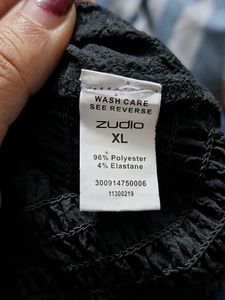 WASH CARE
SEE REVERSE
zudio
XL
96% Polyester
4% Elastane
300914750006
11300219